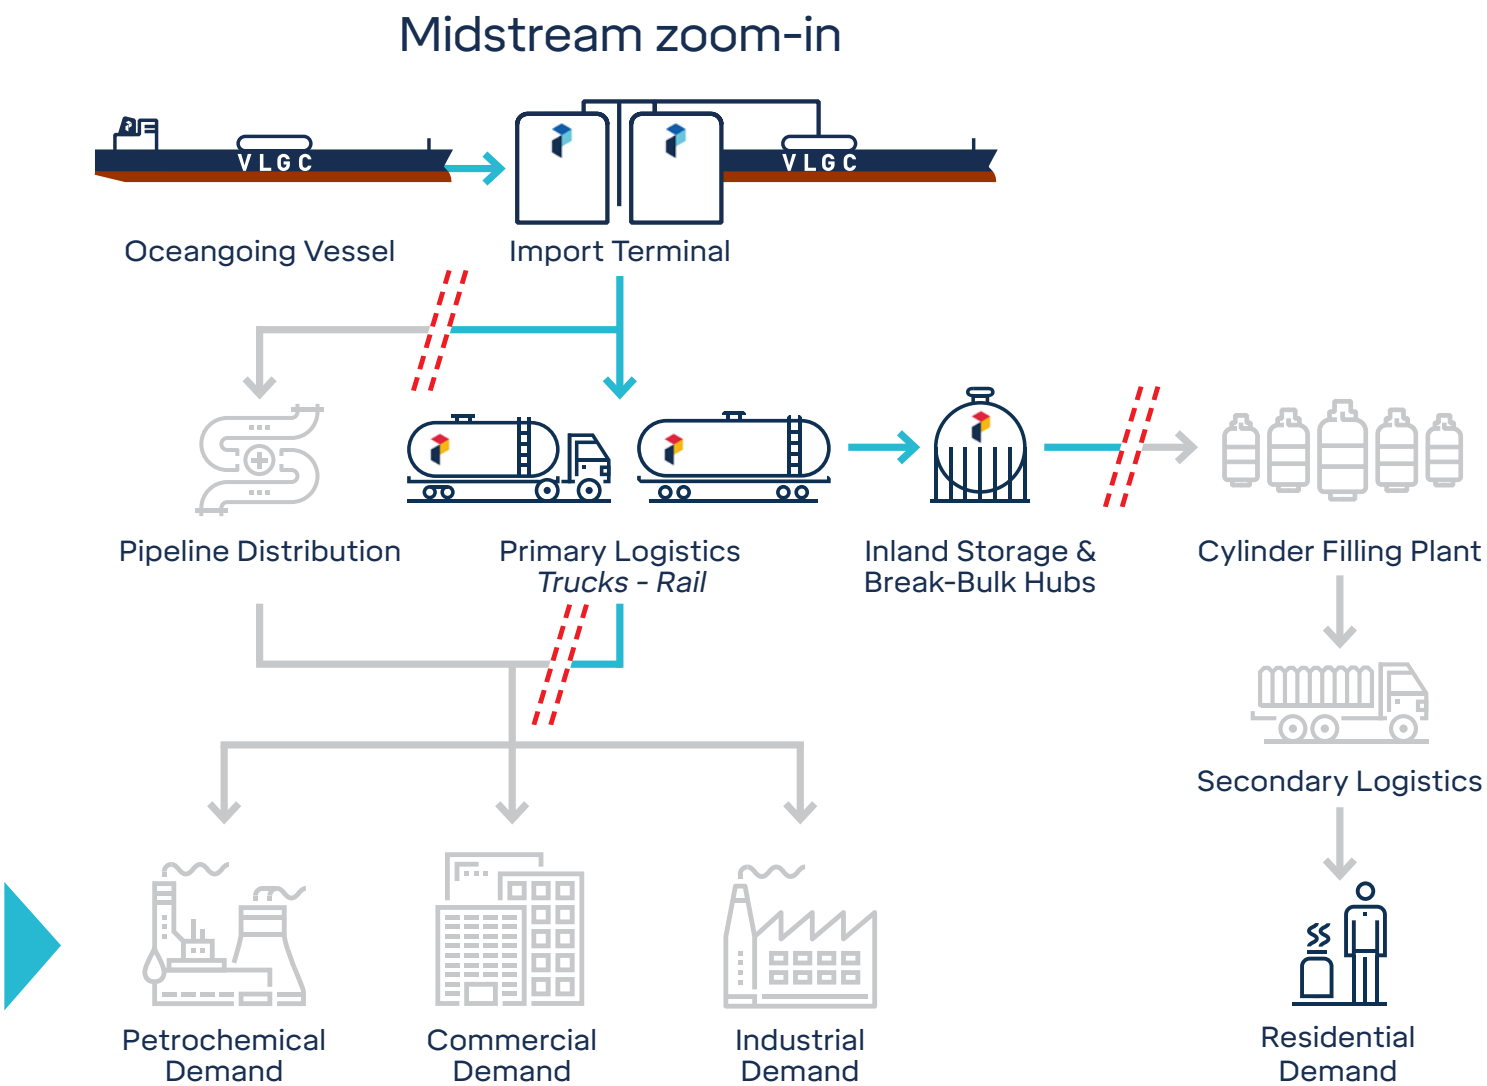 Midstream zoom-in
VLGC
VLGC
Oceangoing Vessel
Import Terminal
Pipeline Distribution
Primary Logistics
Trucks - Rail
Inland Storage &
Break-Bulk Hubs
Cylinder Filling Plant
Secondary Logistics
Petrochemical
Demand
Commercial
Demand
Industrial
Demand
Residential
Demand